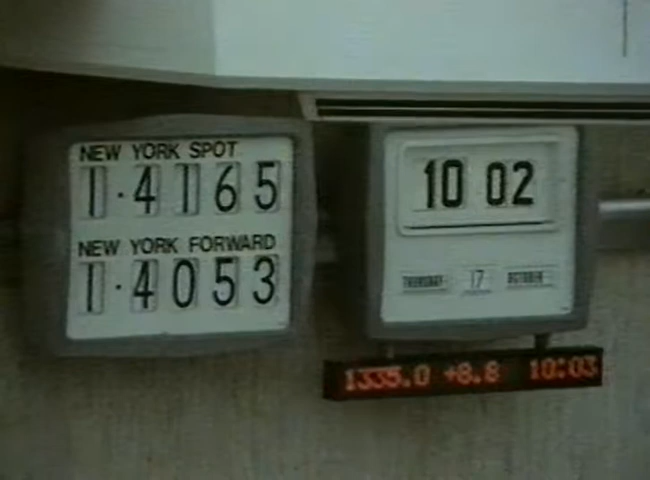 NEW YORK SPOT
1·4165
NEW YORK FORWARD
1·4053
10 02
THURSDAY 17 OCTOBER
1335.0 +8.8 10:03